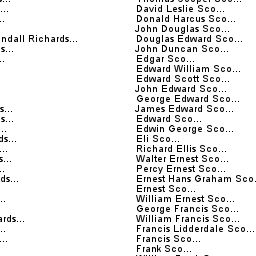 David Leslie Sco...
Donald Harcus Sco...
John Douglas Sco...
ndall Richards... Douglas Edward Sco...
s... John Duncan Sco...
Edgar Sco...
Edward William Sco...
Edward Scott Sco...
John Edward Sco...
George Edward Sco...
s... James Edward Sco...
s... Edward Sco...
... Edwin George Sco...
ds... Eli Sco...
... Richard Ellis Sco...
s... Walter Ernest Sco...
... Percy Ernest Sco...
rds... Ernest Hans Graham Sco.
Ernest Sco...
... William Ernest Sco...
George Francis Sco...
ards... William Francis Sco...
... Francis Lidderdale Sco...
... Francis Sco...
Frank Sco...